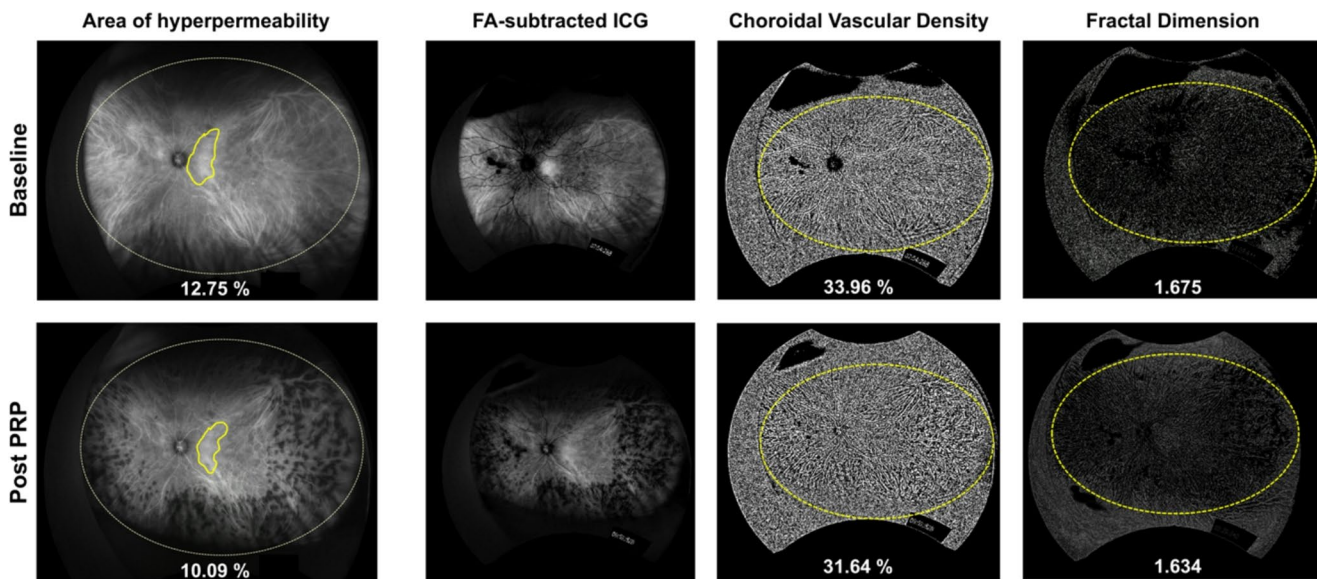 Area of hyperpermeability
FA-subtracted ICG
Choroidal Vascular Density
Fractal Dimension
Baseline
12.75 %
33.96 %
1.675
Post PRP
10.09 %
31.64 %
1.634